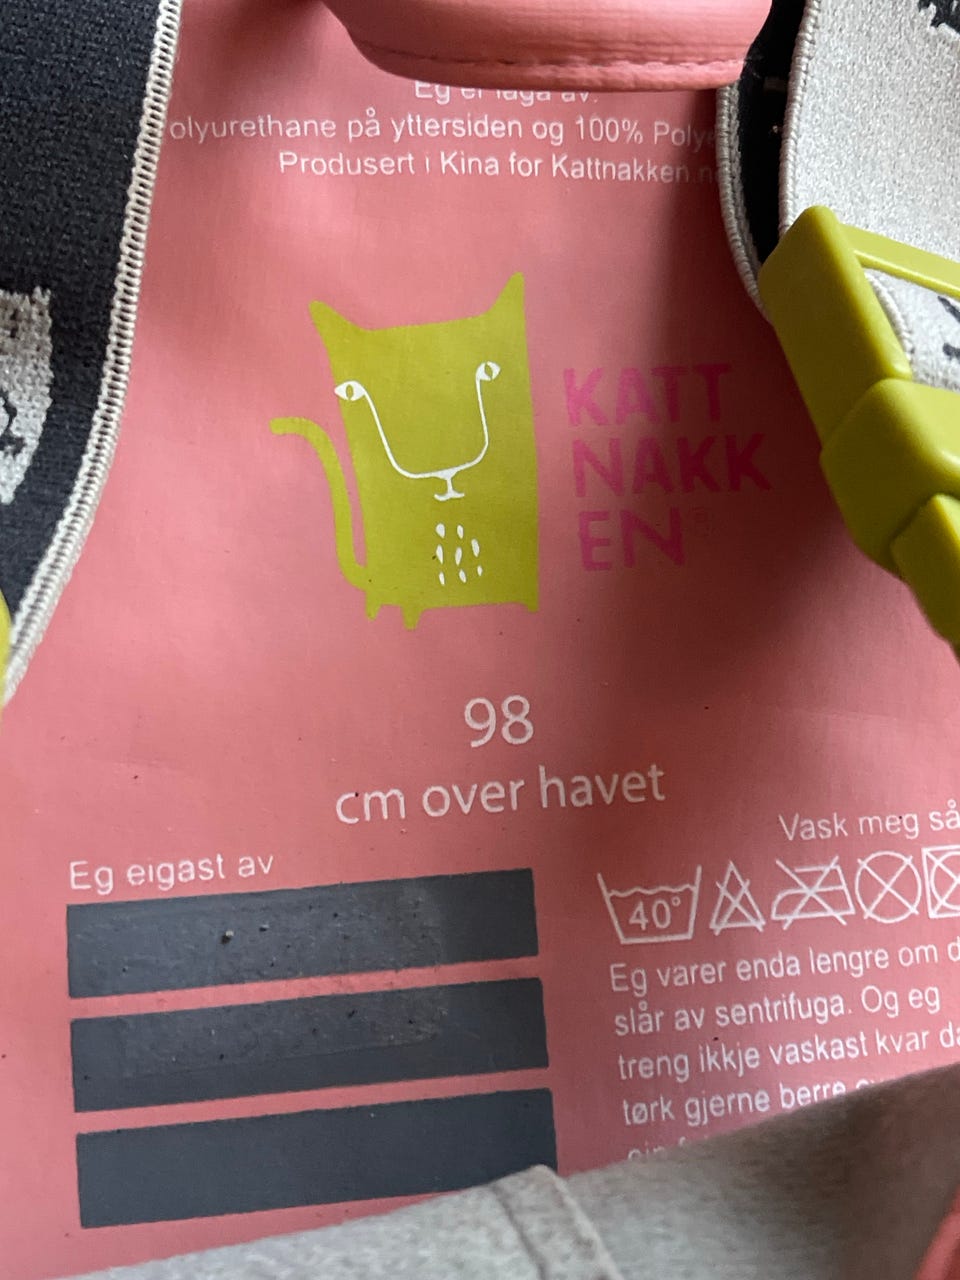 Eg er laga av:
olyurethane på yttersiden og 100% Polye
Produsert i Kina for Kattnakken.n
KATT
NAKK
EN®
98
cm over havet
Eg eigast av
Vask meg så
40°
Eg varer enda lengre om d
slår av sentrifuga. Og eg
treng ikkje vaskast kvar da
tørk gjerne berre